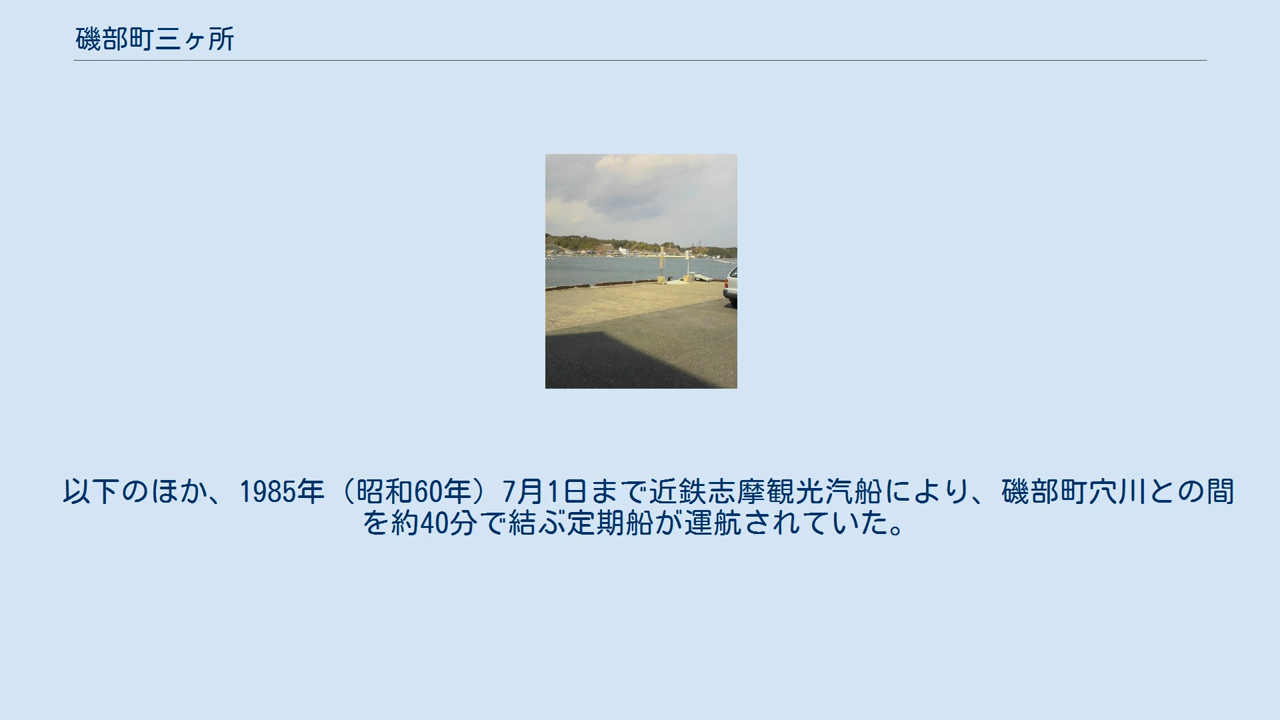 磯部町三ヶ所
以下のほか、1985年（昭和60年）7月1日まで近鉄志摩観光汽船により、磯部町穴川との間
を約40分で結ぶ定期船が運航されていた。